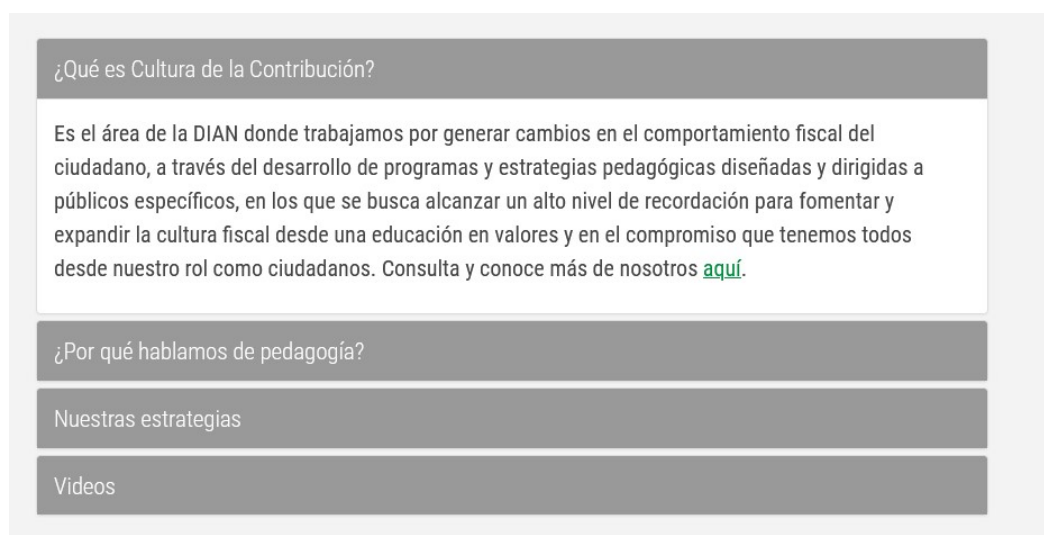 ¿Qué es Cultura de la Contribución?
Es el área de la DIAN donde trabajamos por generar cambios en el comportamiento fiscal del
ciudadano, a través del desarrollo de programas y estrategias pedagógicas diseñadas y dirigidas a
públicos específicos, en los que se busca alcanzar un alto nivel de recordación para fomentar y
expandir la cultura fiscal desde una educación en valores y en el compromiso que tenemos todos
desde nuestro rol como ciudadanos. Consulta y conoce más de nosotros aquí.
¿Por qué hablamos de pedagogía?
Nuestras estrategias
Videos